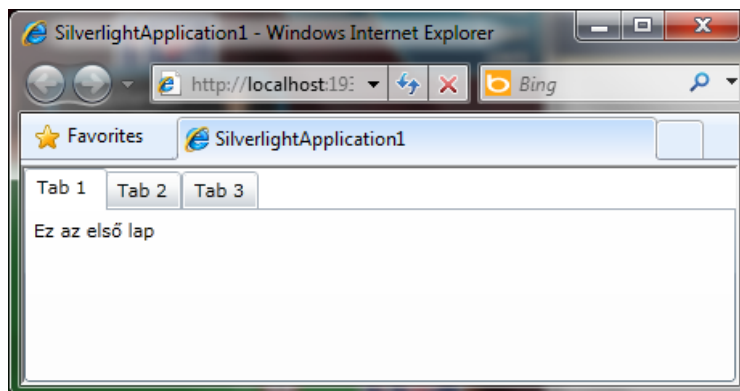 SilverlightApplication1 - Windows Internet Explorer
http://localhost:193 Bing
Favorites SilverlightApplication1
Tab 1 Tab 2 Tab 3
Ez az első lap